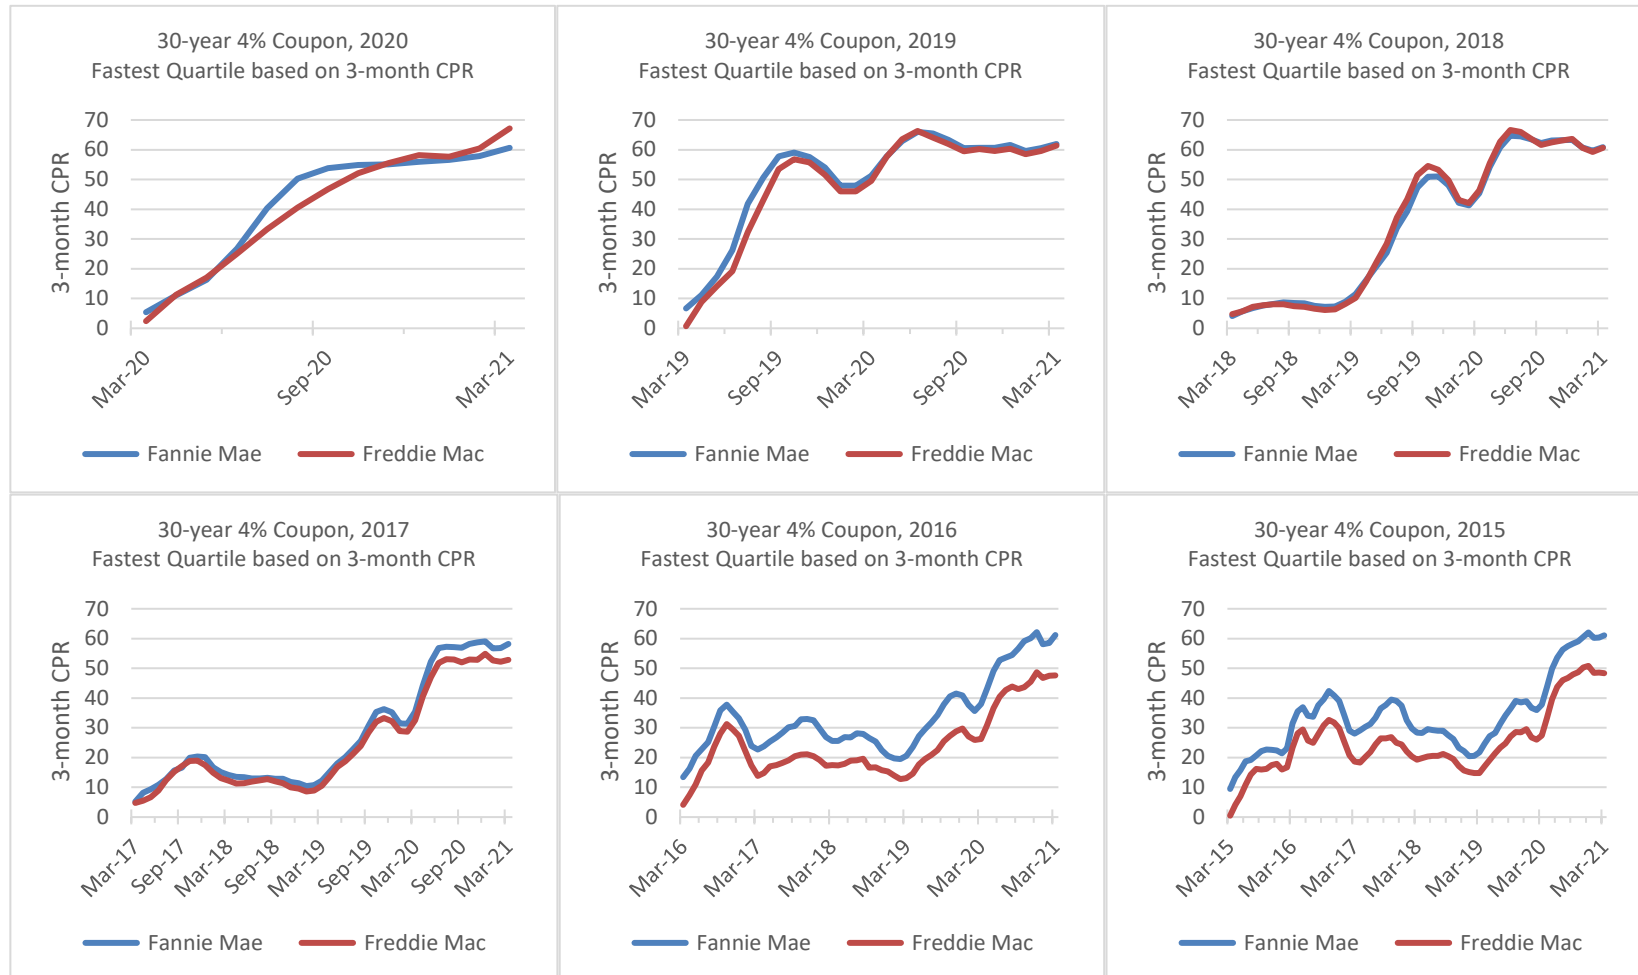 30-year 4% Coupon, 2020
Fastest Quartile based on 3-month CPR
3-month CPR
70
60
50
40
30
20
10
0
Mar-20
Sep-20
Mar-21
Fannie Mae
Freddie Mac
30-year 4% Coupon, 2019
Fastest Quartile based on 3-month CPR
3-month CPR
70
60
50
40
30
20
10
0
Mar-19
Sep-19
Mar-20
Sep-20
Mar-21
Fannie Mae
Freddie Mac
30-year 4% Coupon, 2018
Fastest Quartile based on 3-month CPR
3-month CPR
70
60
50
40
30
20
10
0
Mar-18
Sep-18
Mar-19
Sep-19
Mar-20
Sep-20
Mar-21
Fannie Mae
Freddie Mac
30-year 4% Coupon, 2017
Fastest Quartile based on 3-month CPR
3-month CPR
70
60
50
40
30
20
10
0
Mar-17
Sep-17
Mar-18
Sep-18
Mar-19
Sep-19
Mar-20
Sep-20
Mar-21
Fannie Mae
Freddie Mac
30-year 4% Coupon, 2016
Fastest Quartile based on 3-month CPR
3-month CPR
70
60
50
40
30
20
10
0
Mar-16
Mar-17
Mar-18
Mar-19
Mar-20
Mar-21
Fannie Mae
Freddie Mac
30-year 4% Coupon, 2015
Fastest Quartile based on 3-month CPR
3-month CPR
70
60
50
40
30
20
10
0
Mar-15
Mar-16
Mar-17
Mar-18
Mar-19
Mar-20
Mar-21
Fannie Mae
Freddie Mac